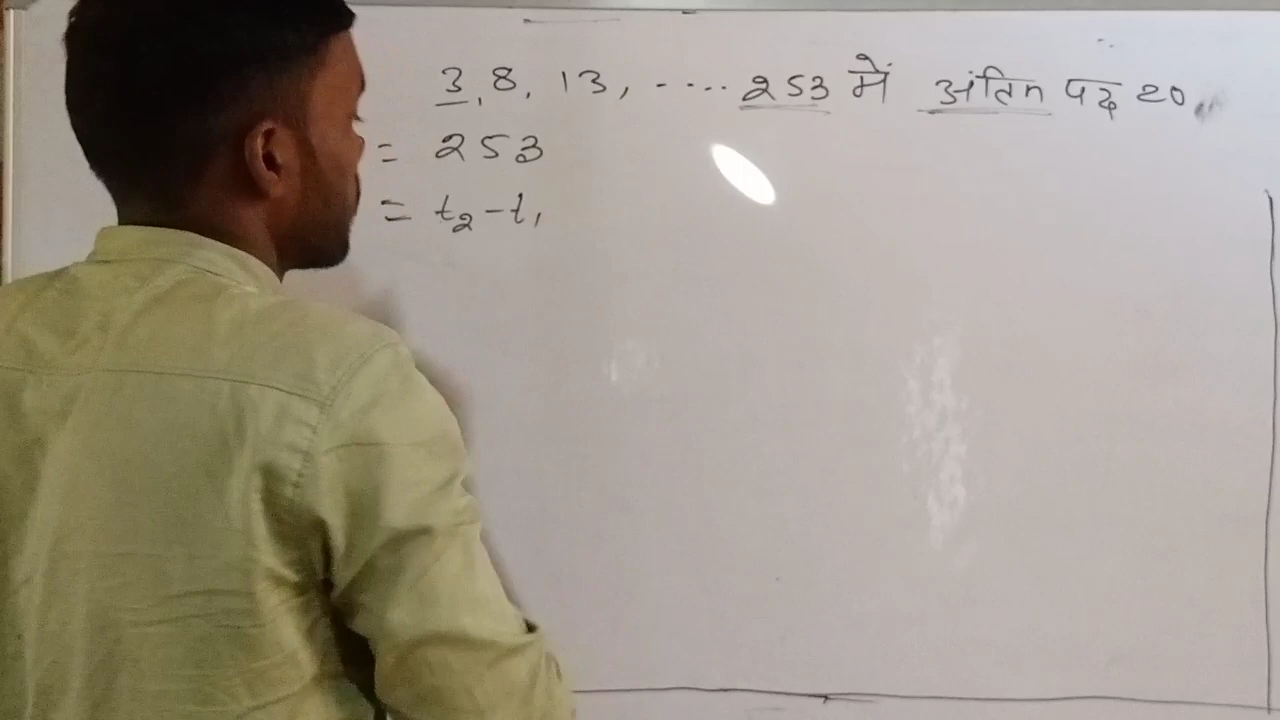 3, 8, 13, ..... 253 में अंतिम पद 20
= 253
= t₂ - t₁